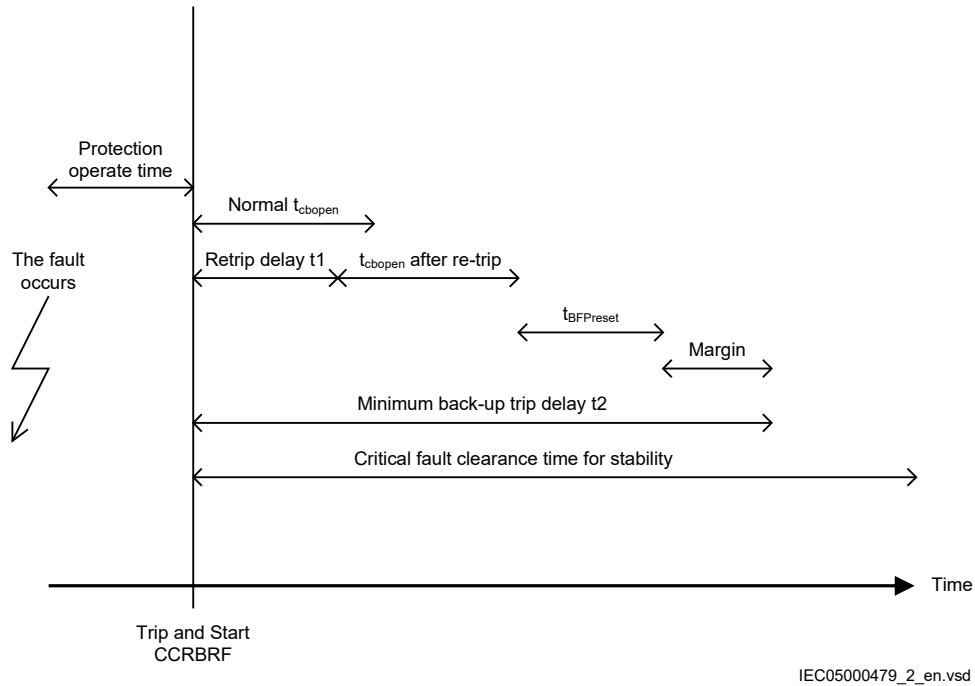 Protection
operate time
Normal tcbopen
The fault
occurs
Retrip delay t1
tcbopen after re-trip
tBFPreset
Margin
Minimum back-up trip delay t2
Critical fault clearance time for stability
Time
Trip and Start
CCRBRF
IEC05000479_2_en.vsd